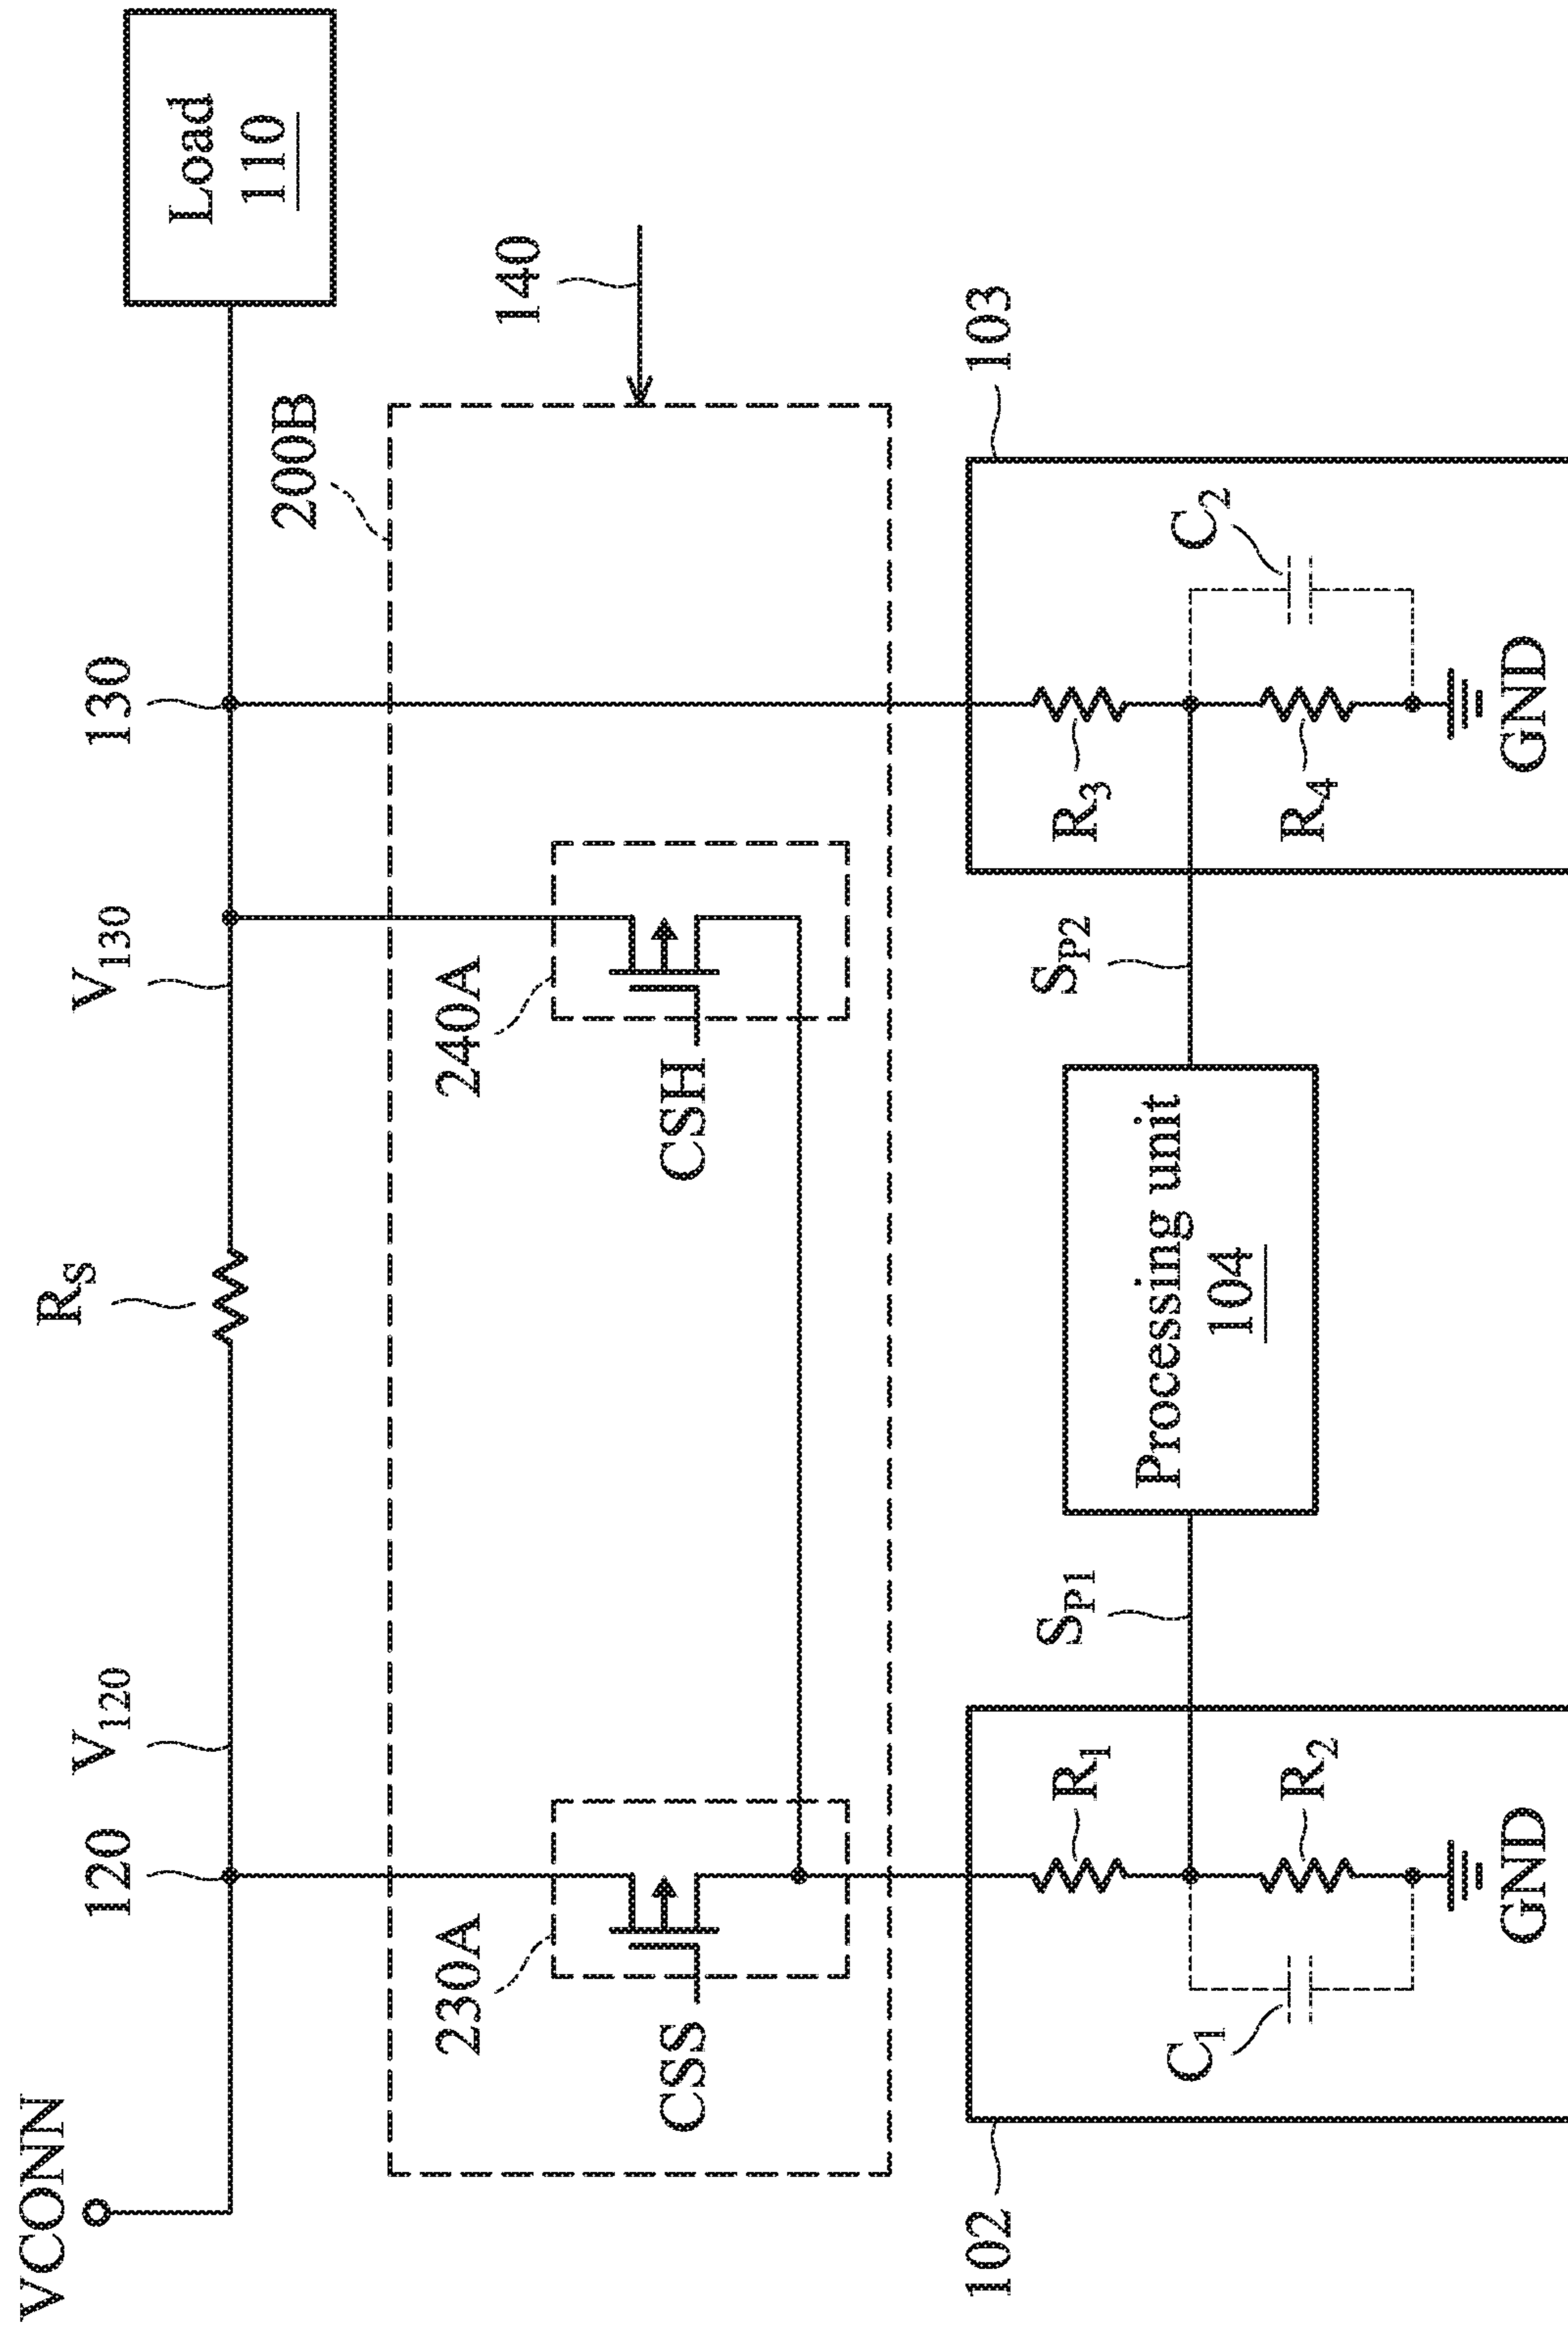 VCONN
120
V120
RS
V130
130
Load
110
200B
140
230A
CSS
240A
CSH
102
C1
R1
R2
GND
SP1
Processing unit
104
SP2
103
R3
R4
C2
GND